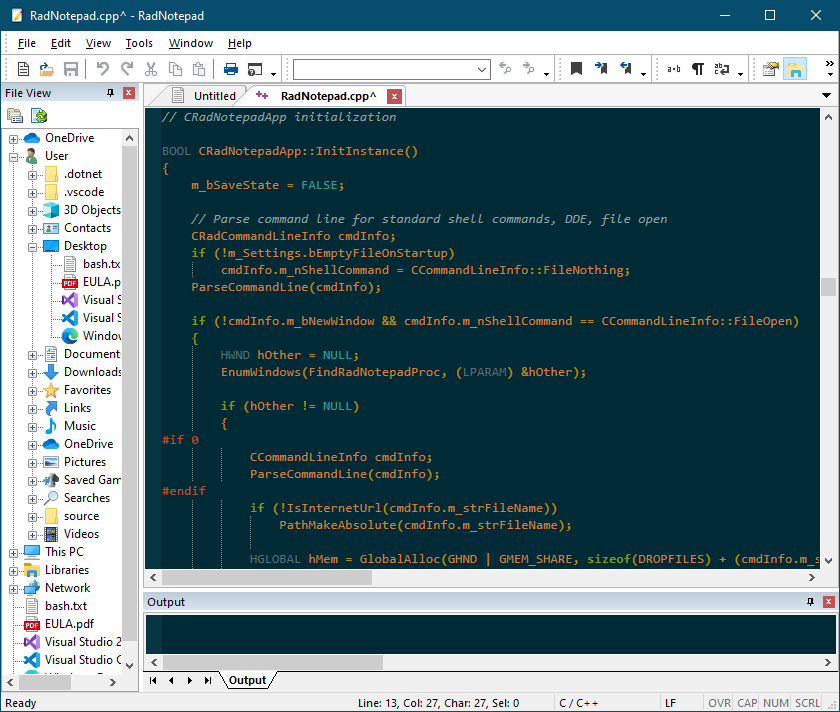 RadNotepad.cpp^ - RadNotepad
File Edit View Tools Window Help
File View
Untitled
RadNotepad.cpp^
OneDrive
User
.dotnet
.vscode
3D Objects
Contacts
Desktop
bash.tx
EULA.p
PDF
Visual S
Visual S
Window
Document
Downloads
Favorites
Links
Music
OneDrive
Pictures
Saved Gam
Searches
source
Videos
This PC
Libraries
Network
bash.txt
EULA.pdf
PDF
Visual Studio 2
Visual Studio C
// CRadNotepadApp initialization
BOOL CRadNotepadApp::InitInstance()
{
m_bSaveState = FALSE;
// Parse command line for standard shell commands, DDE, file open
CRadCommandLineInfo cmdInfo;
if (!m_Settings.bEmptyFileOnStartup)
cmdInfo.m_nShellCommand = CCommandLineInfo::FileNothing;
ParseCommandLine(cmdInfo);
if (!cmdInfo.m_bNewWindow && cmdInfo.m_nShellCommand == CCommandLineInfo::FileOpen)
{
HWND hOther = NULL;
EnumWindows(FindRadNotepadProc, (LPARAM) &hOther);
if (hOther != NULL)
{
#if 0
CCommandLineInfo cmdInfo;
ParseCommandLine(cmdInfo);
#endif
if (!IsInternetUrl(cmdInfo.m_strFileName))
PathMakeAbsolute(cmdInfo.m_strFileName);
HGLOBAL hMem = GlobalAlloc(GHND | GMEM_SHARE, sizeof(DROPFILES) + (cmdInfo.m_s
Output
Output
Ready
Line: 13, Col: 27, Char: 27, Sel: 0
C / C++
LF
OVR CAP NUM SCRL